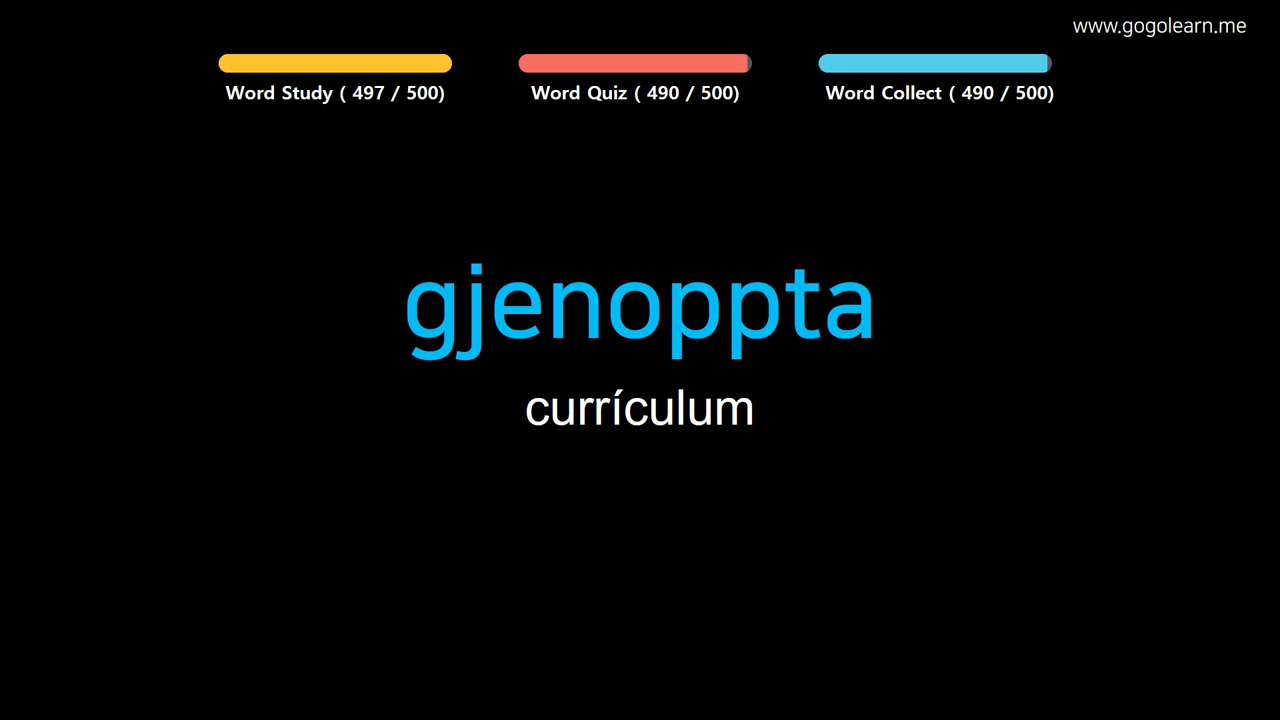 www.gogolearn.me
Word Study ( 497 / 500)
Word Quiz ( 490 / 500)
Word Collect ( 490 / 500)
gjenoppta
currículum